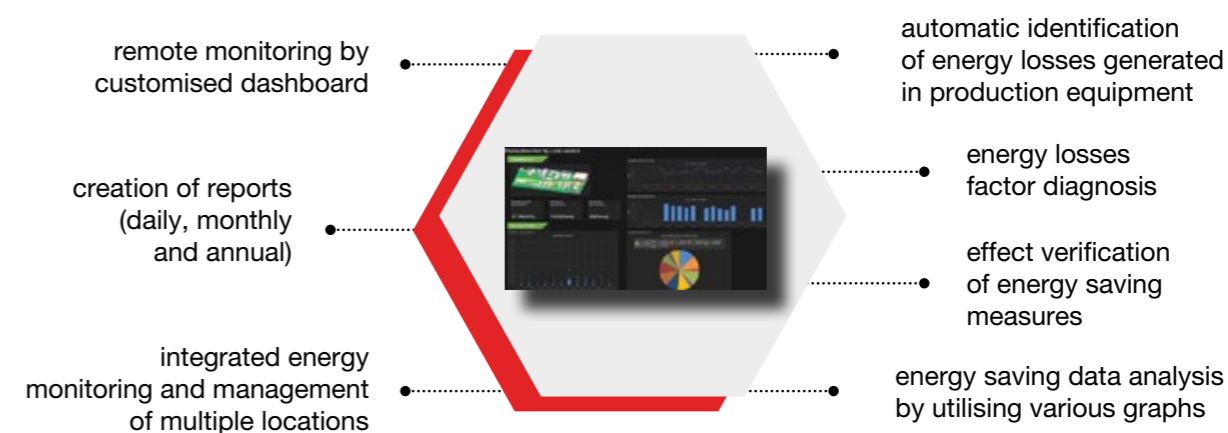 remote monitoring by
customised dashboard
creation of reports
(daily, monthly
and annual)
integrated energy
monitoring and management
of multiple locations
automatic identification
of energy losses generated
in production equipment
energy losses
factor diagnosis
effect verification
of energy saving
measures
energy saving data analysis
by utilising various graphs